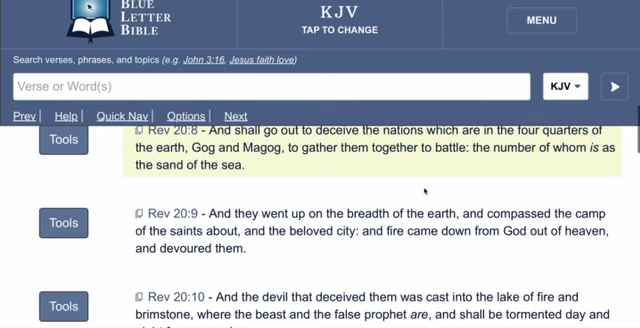 BLUE
LETTER
BIBLE
KJV
TAP TO CHANGE
MENU
Search verses, phrases, and topics (e.g. John 3:16, Jesus faith love)
Verse or Word(s)
KJV
Prev | Help | Quick Nav | Options | Next
Tools
Rev 20:8 - And shall go out to deceive the nations which are in the four quarters of
the earth, Gog and Magog, to gather them together to battle: the number of whom is as
the sand of the sea.
Tools
Rev 20:9 - And they went up on the breadth of the earth, and compassed the camp
of the saints about, and the beloved city: and fire came down from God out of heaven,
and devoured them.
Tools
Rev 20:10 - And the devil that deceived them was cast into the lake of fire and
brimstone, where the beast and the false prophet are, and shall be tormented day and